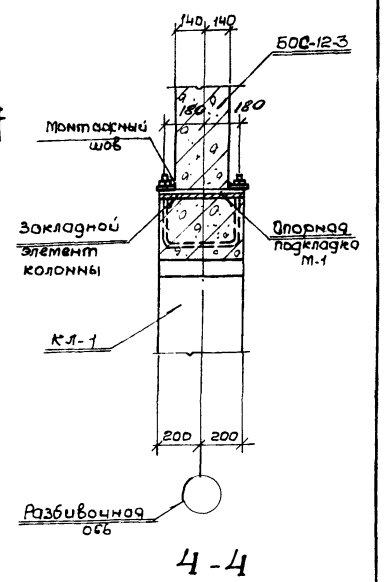 140 140
БОС-12-3
180 180
Монтажный
шов
Закладной
элемент
колонны
Опорная
подкладка
М-1
КЛ-1
200 200
Разбивочная
ось
4-4